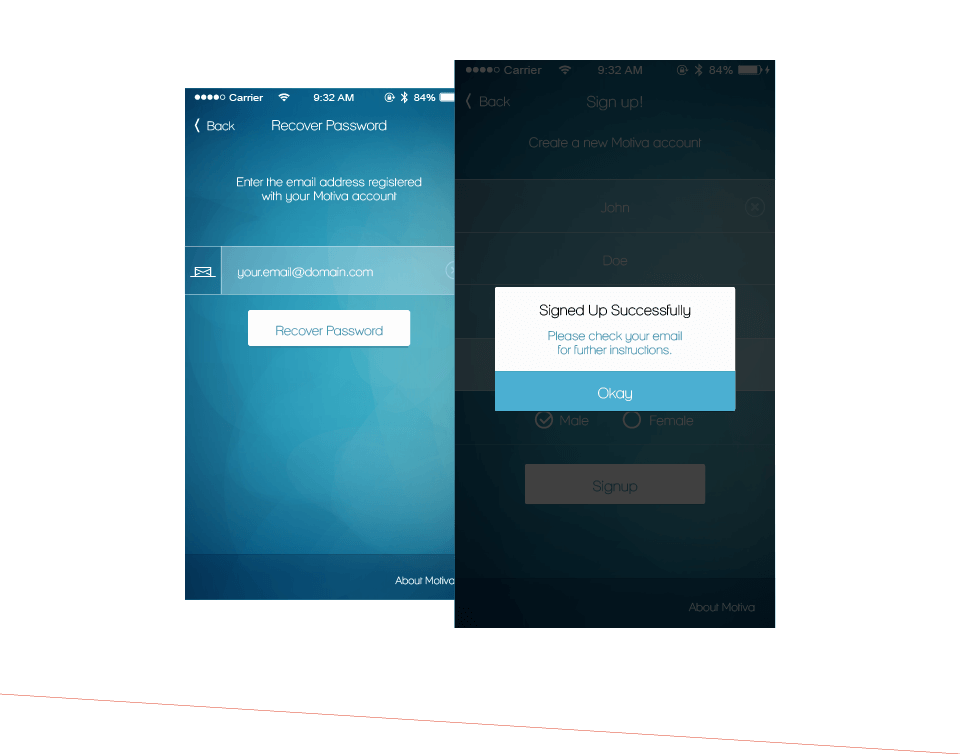 Carrier
9:32 AM
84%
Back
Recover Password
Enter the email address registered
with your Motiva account
your.email@domain.com
Recover Password
About Motiva
Carrier
9:32 AM
84%
Back
Sign up!
Create a new Motiva account
John
Doe
Signed Up Successfully
Please check your email
for further instructions.
Okay
Male
Female
Signup
About Motiva